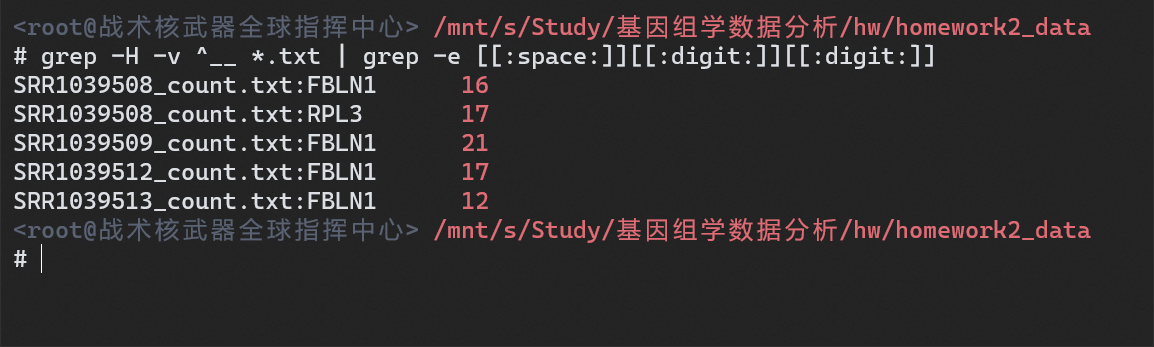 <root@战术核武器全球指挥中心> /mnt/s/Study/基因组学数据分析/hw/homework2_data
# grep -H -v ^__ *.txt | grep -e [[:space:]][[:digit:]][[:digit:]]
SRR1039508_count.txt:FBLN1      16
SRR1039508_count.txt:RPL3       17
SRR1039509_count.txt:FBLN1      21
SRR1039512_count.txt:FBLN1      17
SRR1039513_count.txt:FBLN1      12
<root@战术核武器全球指挥中心> /mnt/s/Study/基因组学数据分析/hw/homework2_data
#